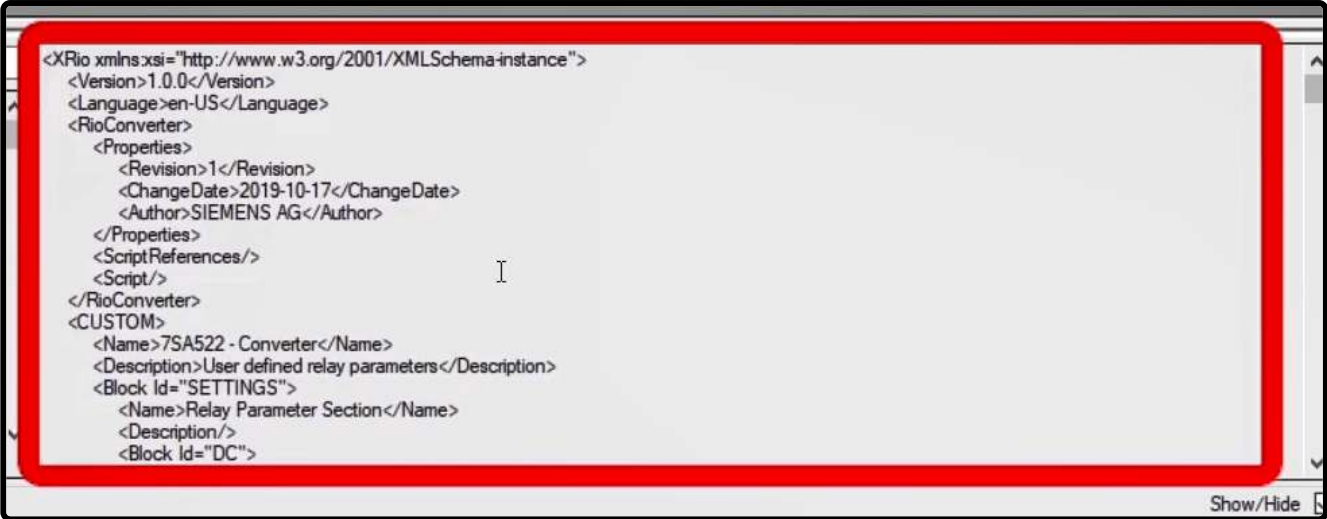 <XRio xmlns:xsi="http://www.w3.org/2001/XMLSchema-instance">
<Version>1.0.0</Version>
<Language>en-US</Language>
<RioConverter>
<Properties>
<Revision>1</Revision>
<ChangeDate>2019-10-17</ChangeDate>
<Author>SIEMENS AG</Author>
</Properties>
<ScriptReferences/>
<Script/>
</RioConverter>
<CUSTOM>
<Name>7SA522 - Converter</Name>
<Description>User defined relay parameters</Description>
<Block Id="SETTINGS">
<Name>Relay Parameter Section</Name>
<Description/>
<Block Id="DC">
Show/Hide